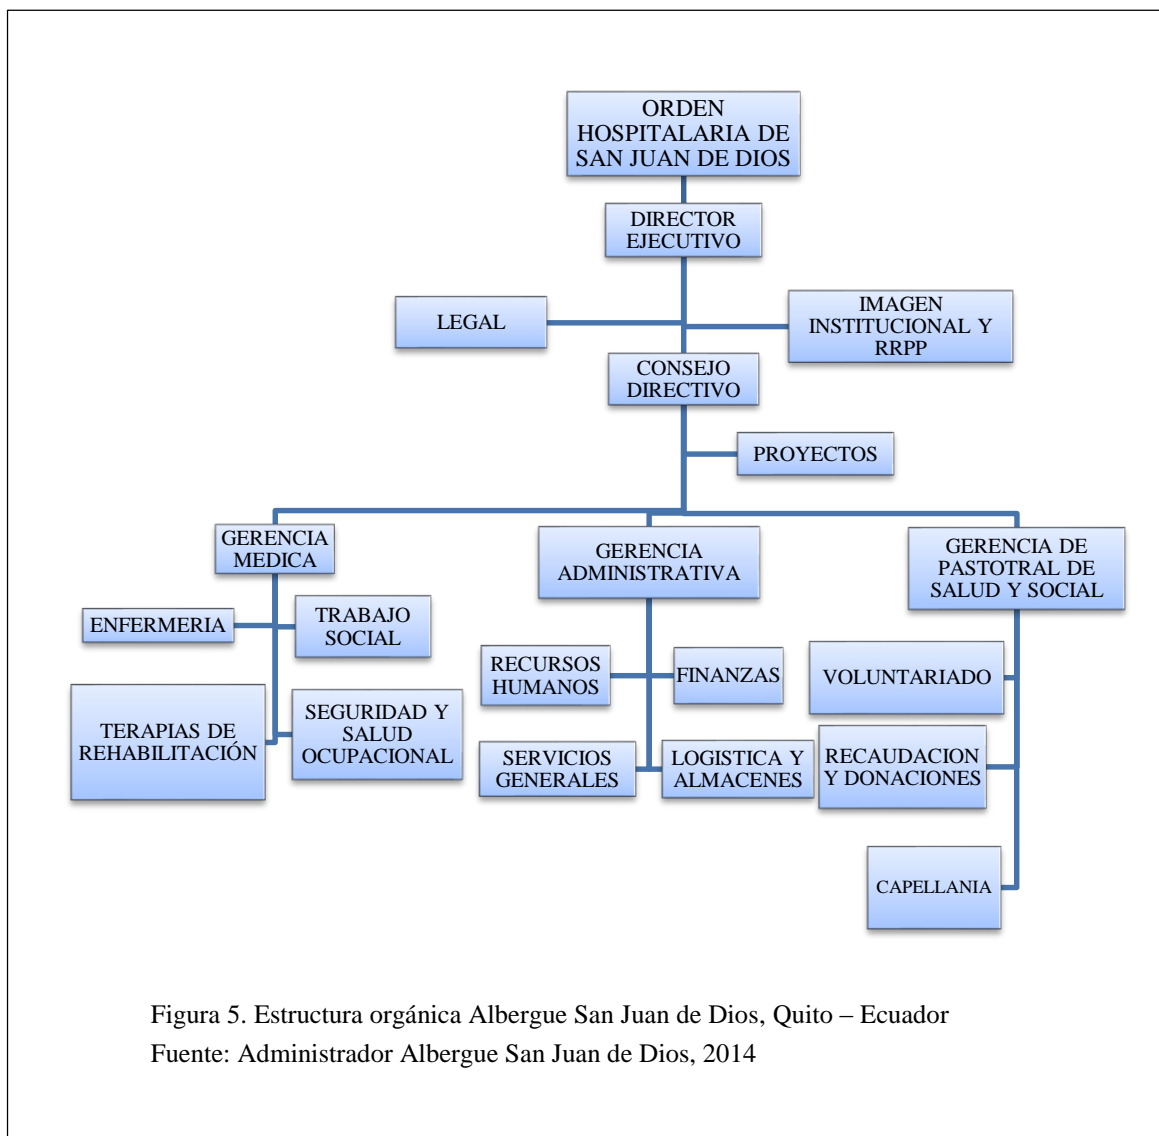 ORDEN
HOSPITALARIA DE
SAN JUAN DE DIOS
DIRECTOR
EJECUTIVO
LEGAL
IMAGEN
INSTITUCIONAL Y
RRPP
CONSEJO
DIRECTIVO
PROYECTOS
GERENCIA
MEDICA
GERENCIA
ADMINISTRATIVA
GERENCIA DE
PASTOTRAL DE
SALUD Y SOCIAL
ENFERMERIA
TRABAJO
SOCIAL
TERAPIAS DE
REHABILITACIÓN
SEGURIDAD Y
SALUD
OCUPACIONAL
RECURSOS
HUMANOS
FINANZAS
SERVICIOS
GENERALES
LOGISTICA Y
ALMACENES
VOLUNTARIADO
RECAUDACION
Y DONACIONES
CAPELLANIA
Figura 5. Estructura orgánica Albergue San Juan de Dios, Quito – Ecuador
Fuente: Administrador Albergue San Juan de Dios, 2014